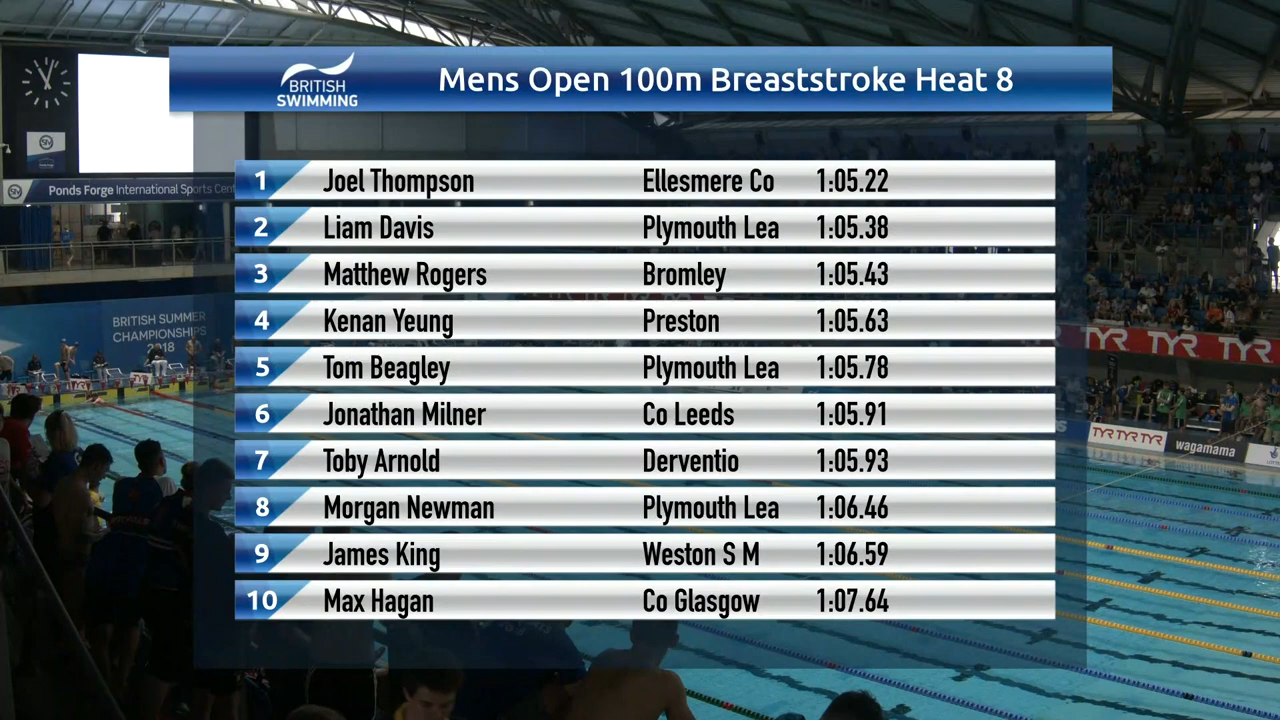 BRITISH
SWIMMING
Mens Open 100m Breaststroke Heat 8
1 Joel Thompson Ellesmere Co 1:05.22
2 Liam Davis Plymouth Lea 1:05.38
3 Matthew Rogers Bromley 1:05.43
4 Kenan Yeung Preston 1:05.63
5 Tom Beagley Plymouth Lea 1:05.78
6 Jonathan Milner Co Leeds 1:05.91
7 Toby Arnold Derventio 1:05.93
8 Morgan Newman Plymouth Lea 1:06.46
9 James King Weston S M 1:06.59
10 Max Hagan Co Glasgow 1:07.64
Ponds Forge International Sports Cent
BRITISH SUMMER
CHAMPIONSHIPS
2018
TYR TYR TYR
TYR TYR TYR
wagamama